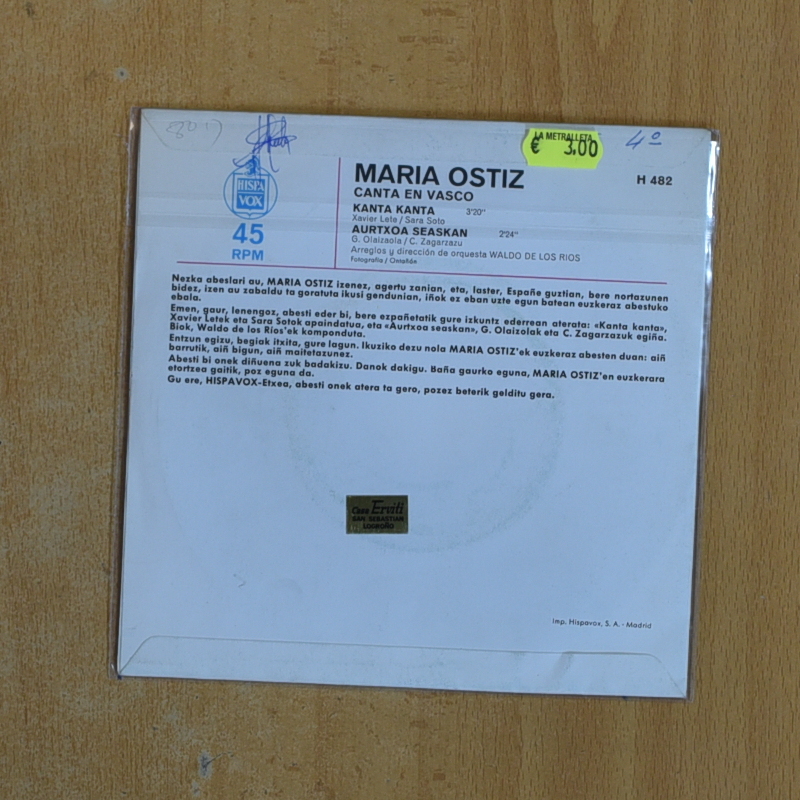 LA METRALLETA
€ 3,00
4º
HISPA
VOX
45
RPM
MARIA OSTIZ
H 482
CANTA EN VASCO
KANTA KANTA 3'20"
Xavier Lete / Sara Soto
AURTXOA SEASKAN 2'24"
G. Olaizaola / C. Zagarzazu
Arreglos y dirección de orquesta WALDO DE LOS RIOS
Fotografía / Ontañón
Nezka abeslari au, MARIA OSTIZ izenez, agertu zanian, eta, laster, España guztian, bere nortazunen
bidez, izen au zabaldu ta goratuta ikusi gendunian, iñok ez eban uzte egun batean euzkeraz abestuko
ebala.
Emen, gaur, lenengoz, abesti eder bi, bere ezpañetatik gure izkuntz ederrean aterata: «Kanta kanta»,
Xavier Letek eta Sara Sotok apaindatua, eta «Aurtxoa seaskan», G. Olaizolak eta C. Zagarzazuk egiña.
Biok, Waldo de los Rios'ek komponduta.
Entzun egizu, begiak itxita, gure lagun. Ikuziko dezu nola MARIA OSTIZ'ek euzkeraz abesten duan: aiñ
barrutik, aiñ bigun, aiñ maitetazunez.
Abesti bi onek diñuena zuk badakizu. Danok dakigu. Baña gaurko eguna, MARIA OSTIZ'en euzkerara
etortzea gaitik, poz eguna da.
Gu ere, HISPAVOX-Etxea, abesti onek atera ta gero, pozez beterik gelditu gera.
Casa Erviti
SAN SEBASTIAN
LOGROÑO
Imp. Hispavox, S. A. - Madrid